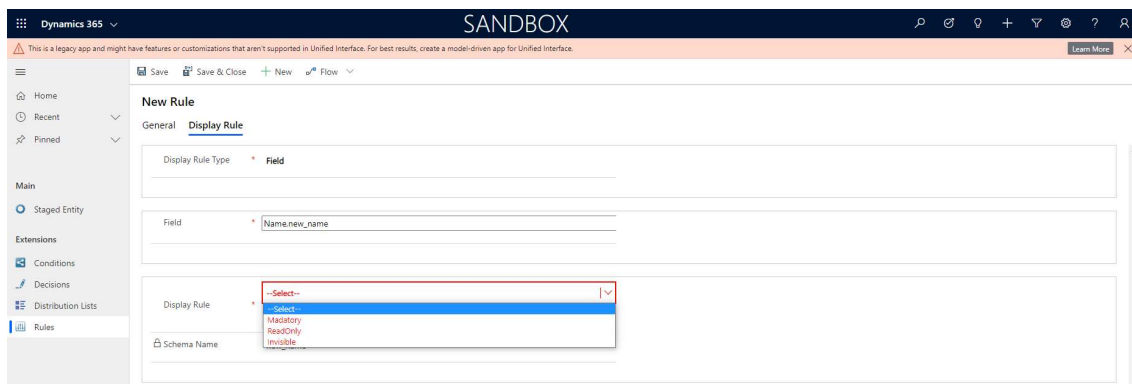 Dynamics 365
SANDBOX
This is a legacy app and might have features or customizations that aren't supported in Unified Interface. For best results, create a model-driven app for Unified Interface.
Learn More
Save
Save & Close
New
Flow
Home
Recent
Pinned
Main
Staged Entity
Extensions
Conditions
Decisions
Distribution Lists
Rules
New Rule
General
Display Rule
Display Rule Type * Field
Field * Name.new_name
Display Rule * --Select--
--Select--
Madatory
ReadOnly
Invisible
Schema Name